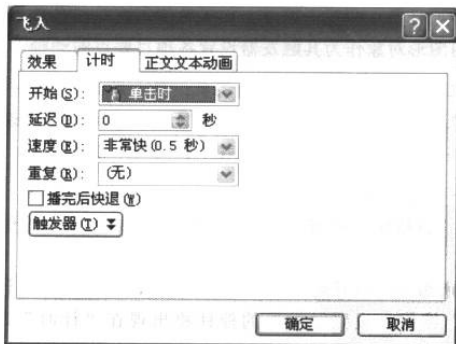 飞入
效果 计时 正文文本动画
开始(S): 单击时
延迟(D): 0 秒
速度(E): 非常快(0.5 秒)
重复(R): (无)
播完后快退(W)
触发器(T)
确定 取消